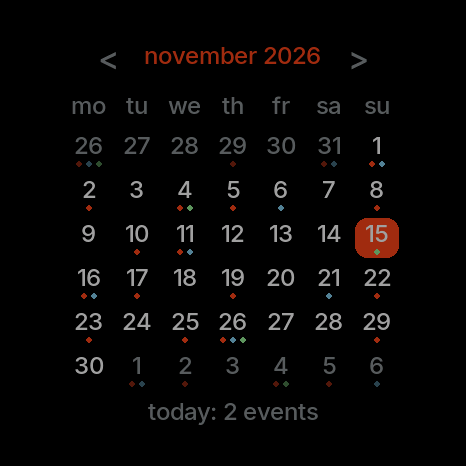 < november 2026 >
mo tu we th fr sa su
26 27 28 29 30 31 1
2 3 4 5 6 7 8
9 10 11 12 13 14 15
16 17 18 19 20 21 22
23 24 25 26 27 28 29
30 1 2 3 4 5 6
today: 2 events